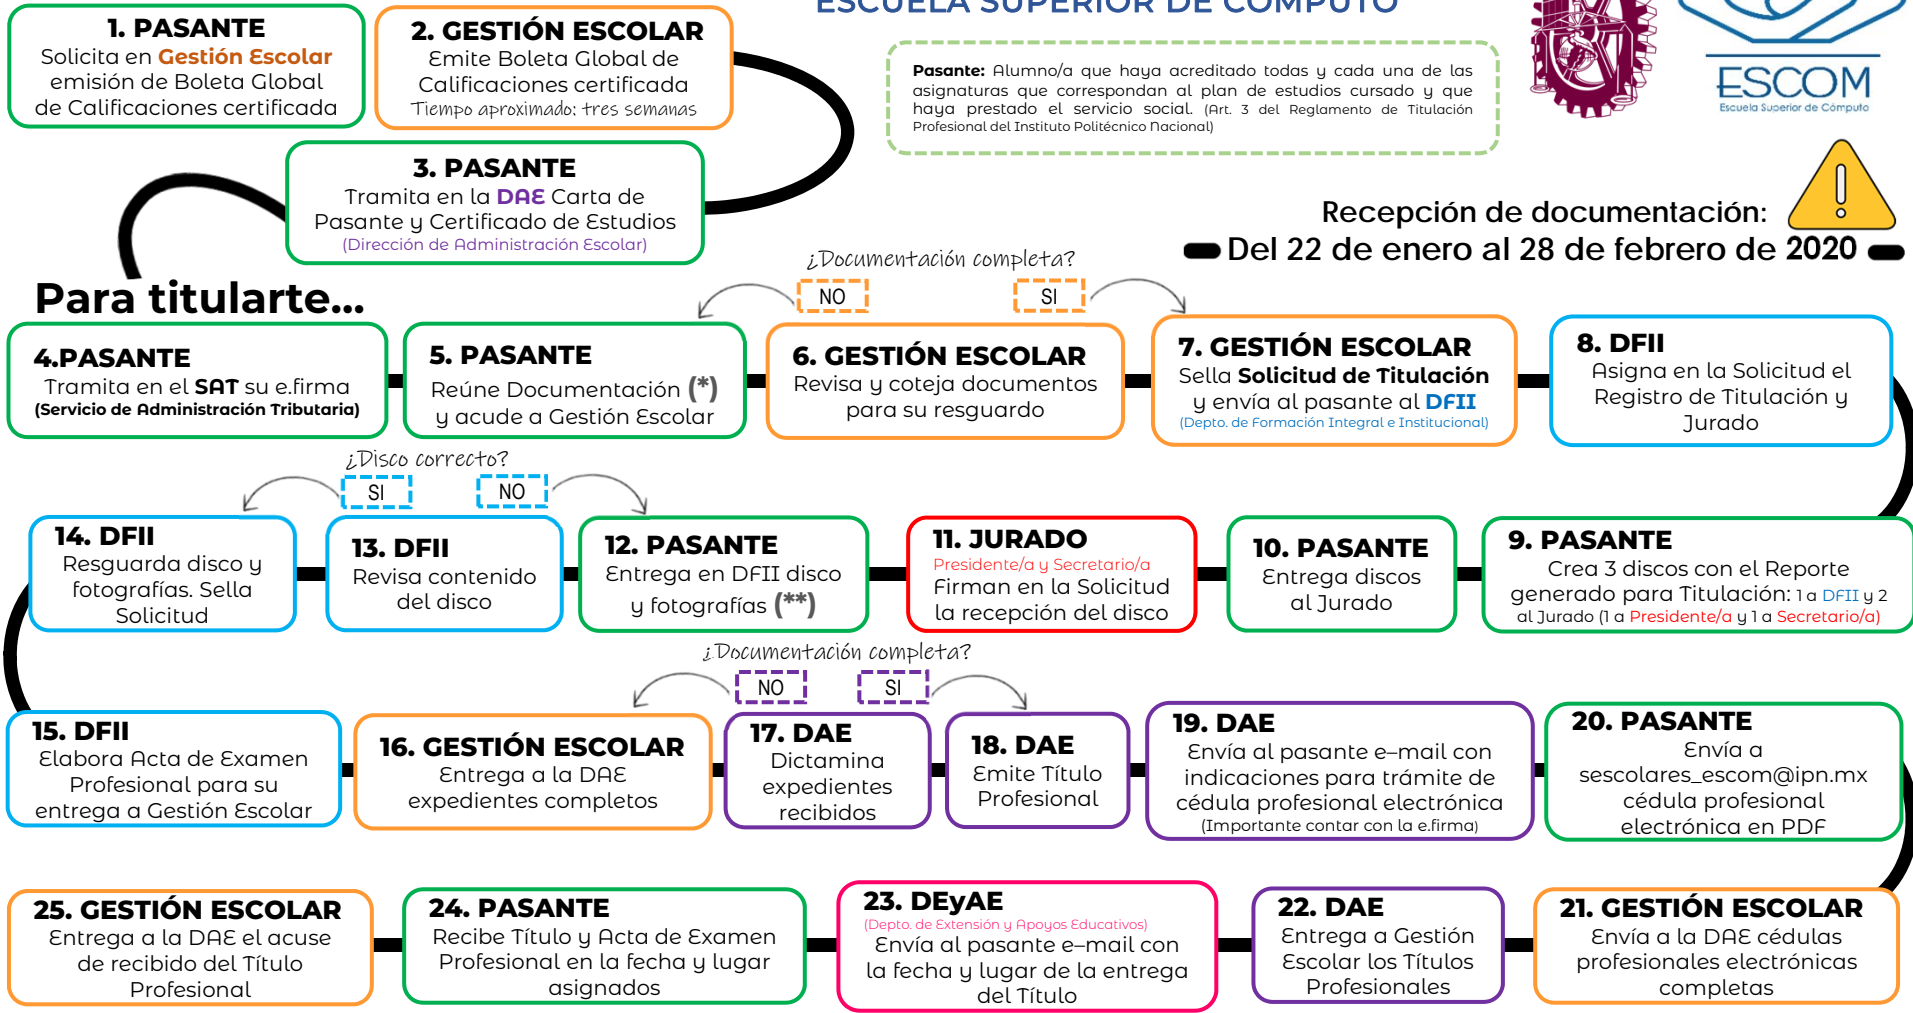 ESCUELA SUPERIOR DE CÓMPUTO
1. PASANTE
Solicita en Gestión Escolar
emisión de Boleta Global
de Calificaciones certificada
2. GESTIÓN ESCOLAR
Emite Boleta Global de
Calificaciones certificada
Tiempo aproximado: tres semanas
Pasante: Alumno/a que haya acreditado todas y cada una de las
asignaturas que correspondan al plan de estudios cursado y que
haya prestado el servicio social. (Art. 3 del Reglamento de Titulación
Profesional del Instituto Politécnico Nacional)
ESCOM
Escuela Superior de Cómputo
3. PASANTE
Tramita en la DAE Carta de
Pasante y Certificado de Estudios
(Dirección de Administración Escolar)
Recepción de documentación:
Del 22 de enero al 28 de febrero de 2020
Para titularte...
¿Documentación completa?
NO
SI
4.PASANTE
Tramita en el SAT su e.firma
(Servicio de Administración Tributaria)
5. PASANTE
Reúne Documentación (*)
y acude a Gestión Escolar
6. GESTIÓN ESCOLAR
Revisa y coteja documentos
para su resguardo
7. GESTIÓN ESCOLAR
Sella Solicitud de Titulación
y envía al pasante al DFII
(Depto. de Formación Integral e Institucional)
8. DFII
Asigna en la Solicitud el
Registro de Titulación y
Jurado
¿Disco correcto?
SI
NO
14. DFII
Resguarda disco y
fotografías. Sella
Solicitud
13. DFII
Revisa contenido
del disco
12. PASANTE
Entrega en DFII disco
y fotografías (**)
11. JURADO
Presidente/a y Secretario/a
Firman en la Solicitud
la recepción del disco
10. PASANTE
Entrega discos
al Jurado
9. PASANTE
Crea 3 discos con el Reporte
generado para Titulación: 1 a DFII y 2
al Jurado (1 a Presidente/a y 1 a Secretario/a)
¿Documentación completa?
NO
SI
15. DFII
Elabora Acta de Examen
Profesional para su
entrega a Gestión Escolar
16. GESTIÓN ESCOLAR
Entrega a la DAE
expedientes completos
17. DAE
Dictamina
expedientes
recibidos
18. DAE
Emite Título
Profesional
19. DAE
Envía al pasante e-mail con
indicaciones para trámite de
cédula profesional electrónica
(Importante contar con la e.firma)
20. PASANTE
Envía a
sescolares_escom@ipn.mx
cédula profesional
electrónica en PDF
25. GESTIÓN ESCOLAR
Entrega a la DAE el acuse
de recibido del Título
Profesional
24. PASANTE
Recibe Título y Acta de Examen
Profesional en la fecha y lugar
asignados
23. DEyAE
(Depto. de Extensión y Apoyos Educativos)
Envía al pasante e-mail con
la fecha y lugar de la entrega
del Título
22. DAE
Entrega a Gestión
Escolar los Títulos
Profesionales
21. GESTIÓN ESCOLAR
Envía a la DAE cédulas
profesionales electrónicas
completas